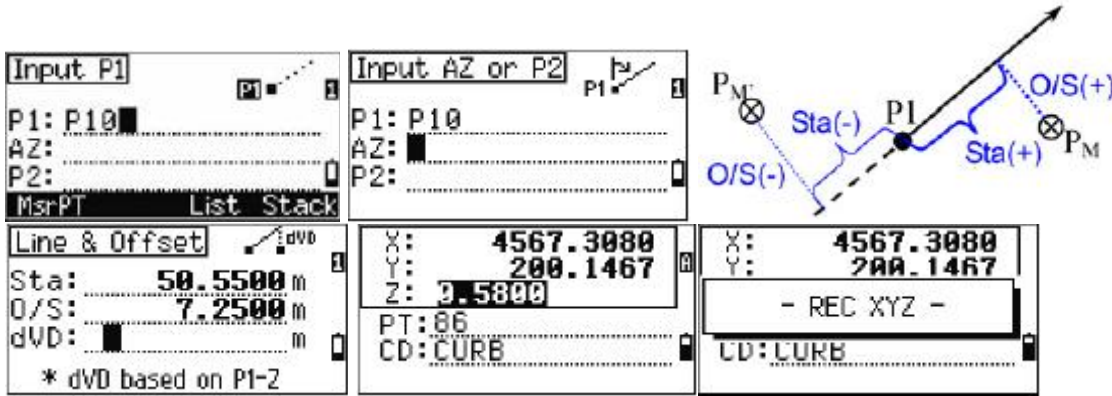 Input P1
P1
1
P1: P10
AZ:
P2:
MsrPT List Stack
Input AZ or P2
P1
1
P1: P10
AZ:
P2:
PM'
Sta(-)
P1
O/S(+)
PM
Sta(+)
O/S(-)
Line & Offset
dVD
1
Sta: 50.5500 m
O/S: 7.2500 m
dVD: m
* dVD based on P1-Z
X: 4567.3080
Y: 200.1467
A
Z: 0.5800
PT:86
CD:CURB
X: 4567.3080
Y: 200.1467
- REC XYZ -
CD:CURB